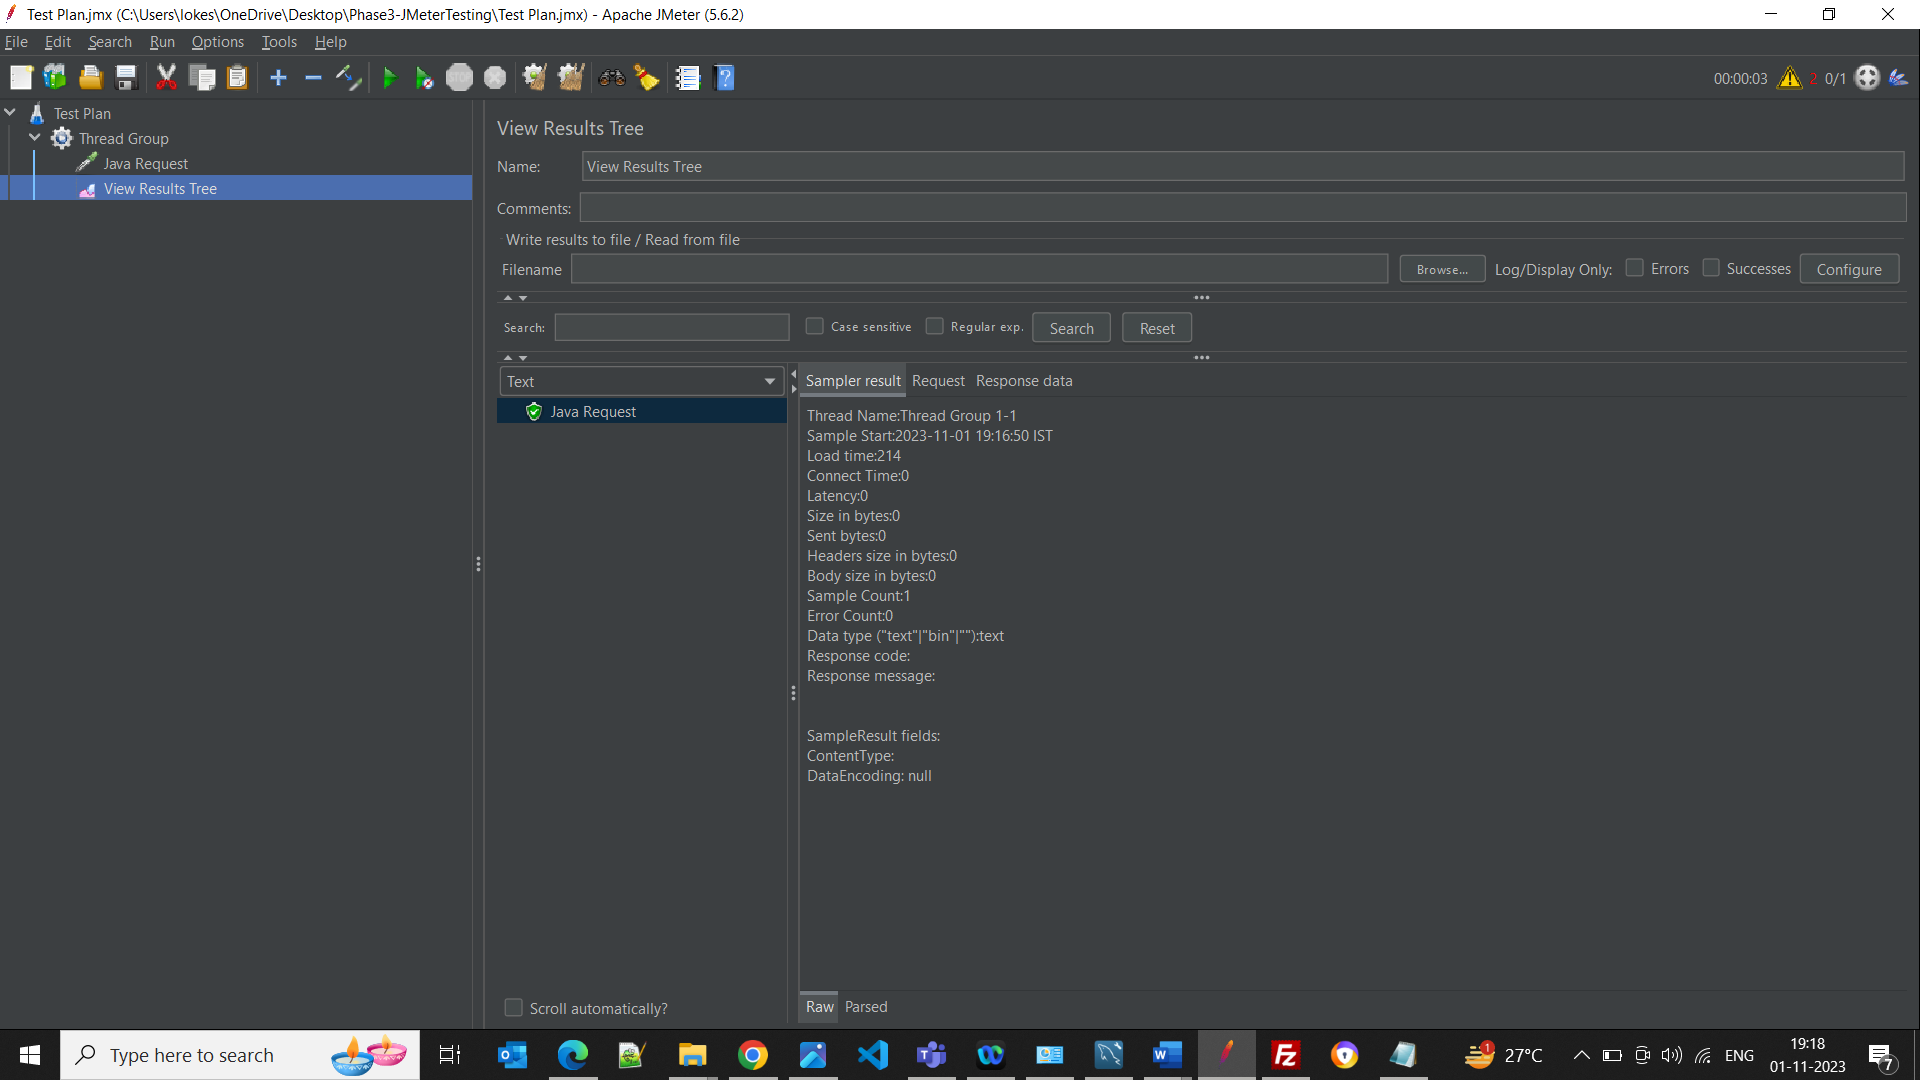 Test Plan.jmx (C:\Users\lokes\OneDrive\Desktop\Phase3-JMeterTesting\Test Plan.jmx) - Apache JMeter (5.6.2)
File Edit Search Run Options Tools Help
STOP
00:00:03 2 0/1
Test Plan
Thread Group
Java Request
View Results Tree
View Results Tree
Name: View Results Tree
Comments:
Write results to file / Read from file
Filename Browse... Log/Display Only: Errors Successes Configure
Search: Case sensitive Regular exp. Search Reset
Text
Java Request
Scroll automatically?
Sampler result Request Response data
Thread Name:Thread Group 1-1
Sample Start:2023-11-01 19:16:50 IST
Load time:214
Connect Time:0
Latency:0
Size in bytes:0
Sent bytes:0
Headers size in bytes:0
Body size in bytes:0
Sample Count:1
Error Count:0
Data type ("text"|"bin"|""):text
Response code:
Response message:
SampleResult fields:
ContentType:
DataEncoding: null
Raw Parsed
Type here to search
1 27°C ENG
19:18
01-11-2023
7